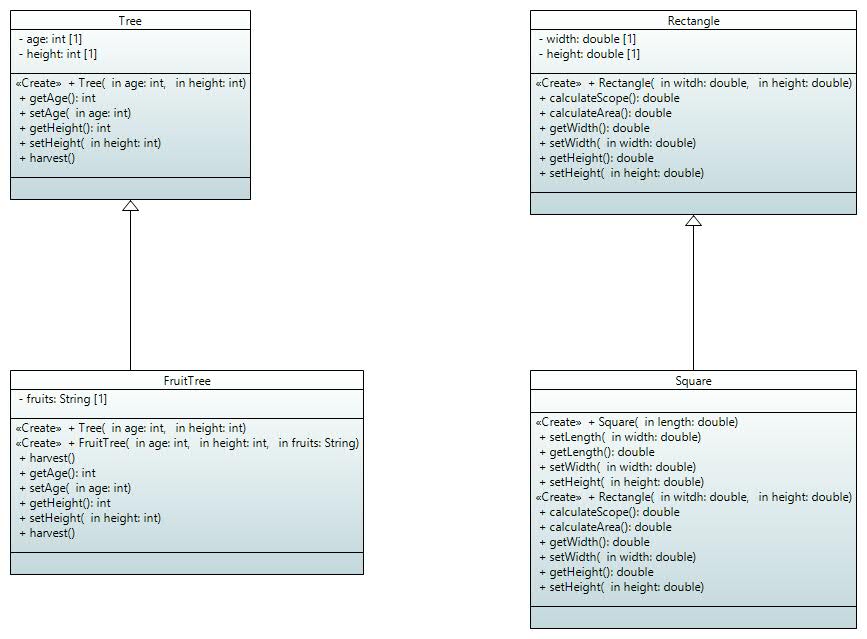 Tree
- age: int [1]
- height: int [1]
«Create» + Tree( in age: int, in height: int)
+ getAge(): int
+ setAge( in age: int)
+ getHeight(): int
+ setHeight( in height: int)
+ harvest()
Rectangle
- width: double [1]
- height: double [1]
«Create» + Rectangle( in witdh: double, in height: double)
+ calculateScope(): double
+ calculateArea(): double
+ getWidth(): double
+ setWidth( in width: double)
+ getHeight(): double
+ setHeight( in height: double)
FruitTree
- fruits: String [1]
«Create» + Tree( in age: int, in height: int)
«Create» + FruitTree( in age: int, in height: int, in fruits: String)
+ harvest()
+ getAge(): int
+ setAge( in age: int)
+ getHeight(): int
+ setHeight( in height: int)
+ harvest()
Square
«Create» + Square( in length: double)
+ setLength( in width: double)
+ getLength(): double
+ setWidth( in width: double)
+ setHeight( in height: double)
«Create» + Rectangle( in witdh: double, in height: double)
+ calculateScope(): double
+ calculateArea(): double
+ getWidth(): double
+ setWidth( in width: double)
+ getHeight(): double
+ setHeight( in height: double)